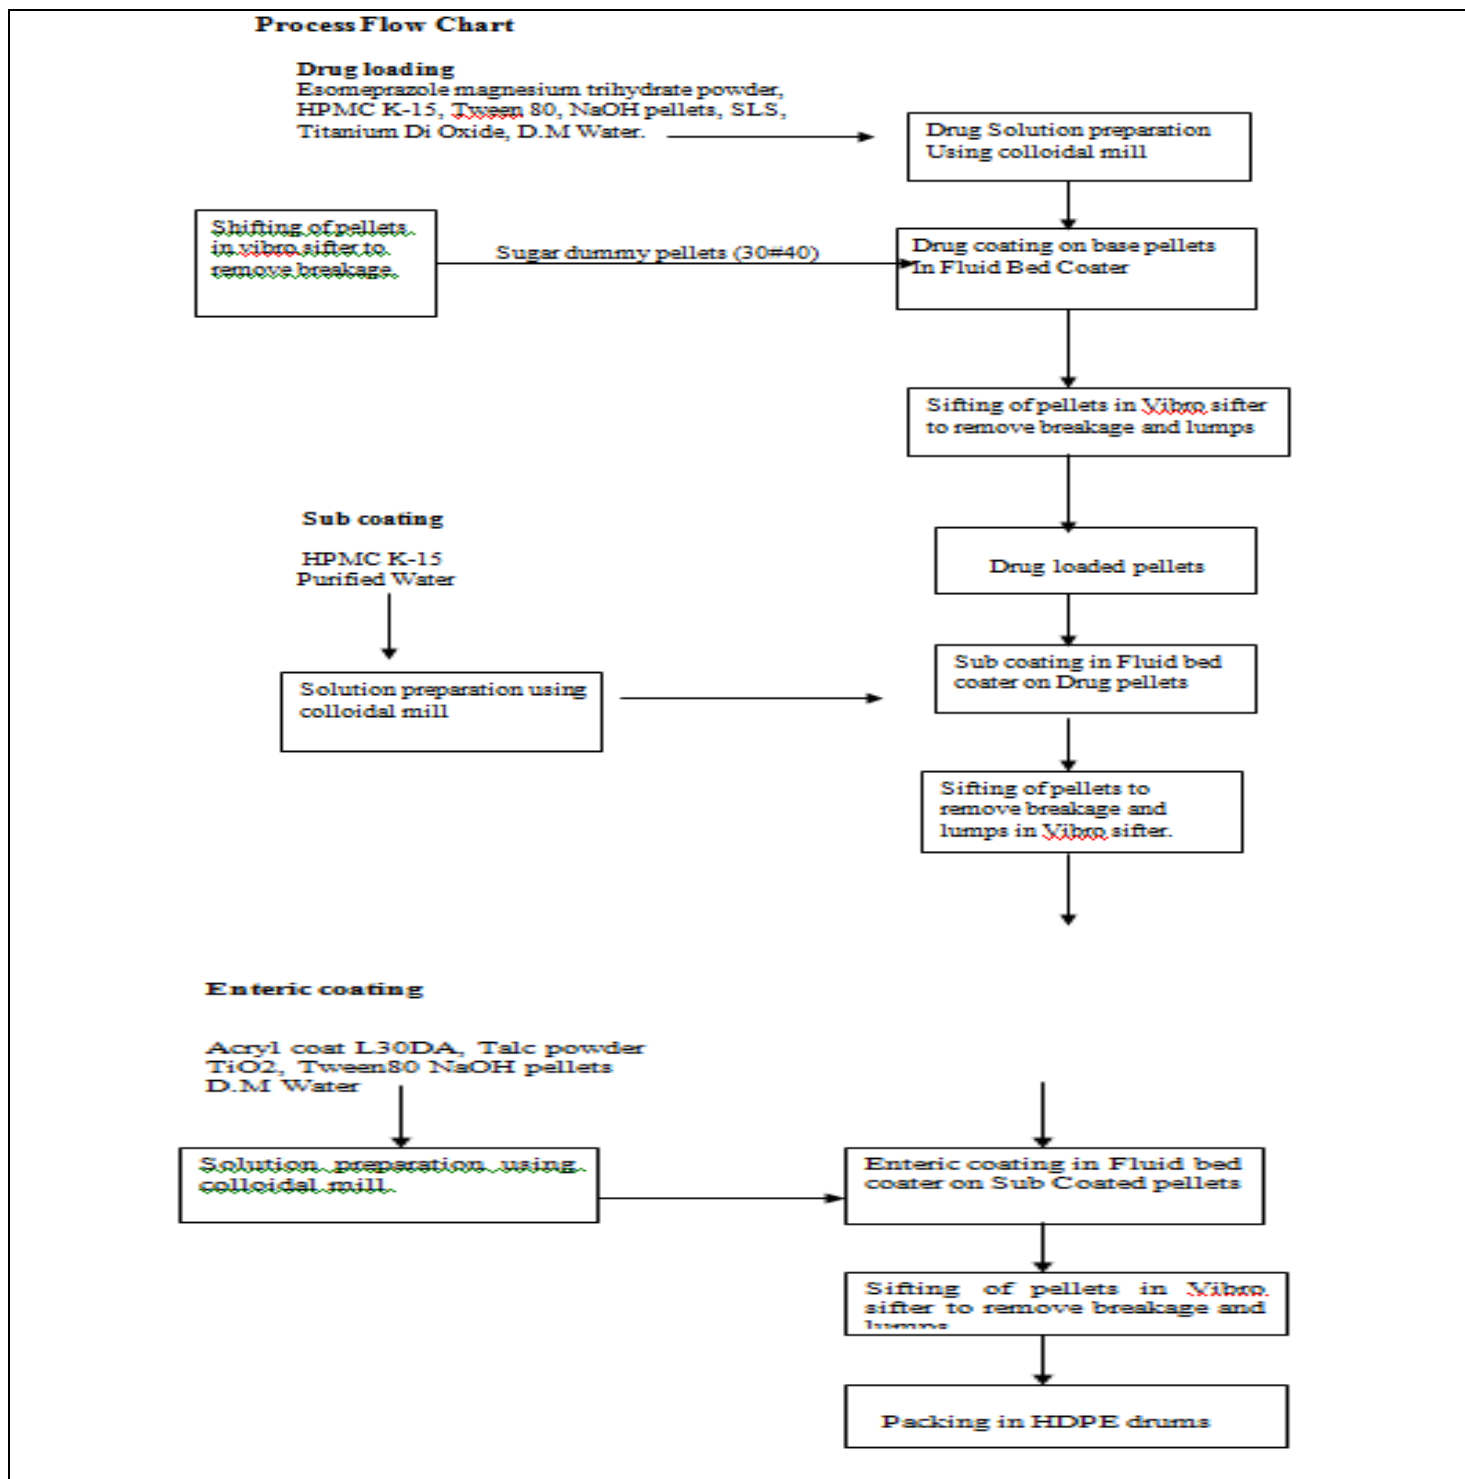 Process Flow Chart
Drug loading
Esomeprazole magnesium trihydrate powder,
HPMC K-15, Tween 80, NaOH pellets, SLS,
Titanium Di Oxide, D.M Water.
Drug Solution preparation
Using colloidal mill
Shifting of pellets
in vibro sifter to
remove breakage.
Sugar dummy pellets (30#40)
Drug coating on base pellets
In Fluid Bed Coater
Sifting of pellets in Vibro sifter
to remove breakage and lumps
Sub coating
HPMC K-15
Purified Water
Drug loaded pellets
Solution preparation using
colloidal mill
Sub coating in Fluid bed
coater on Drug pellets
Sifting of pellets to
remove breakage and
lumps in Vibro sifter.
Enteric coating
Acryl coat L30DA, Talc powder
TiO2, Tween80 NaOH pellets
D.M Water
Solution preparation using
colloidal mill.
Enteric coating in Fluid bed
coater on Sub Coated pellets
Sifting of pellets in Vibro
sifter to remove breakage and
lumps
Packing in HDPE drums